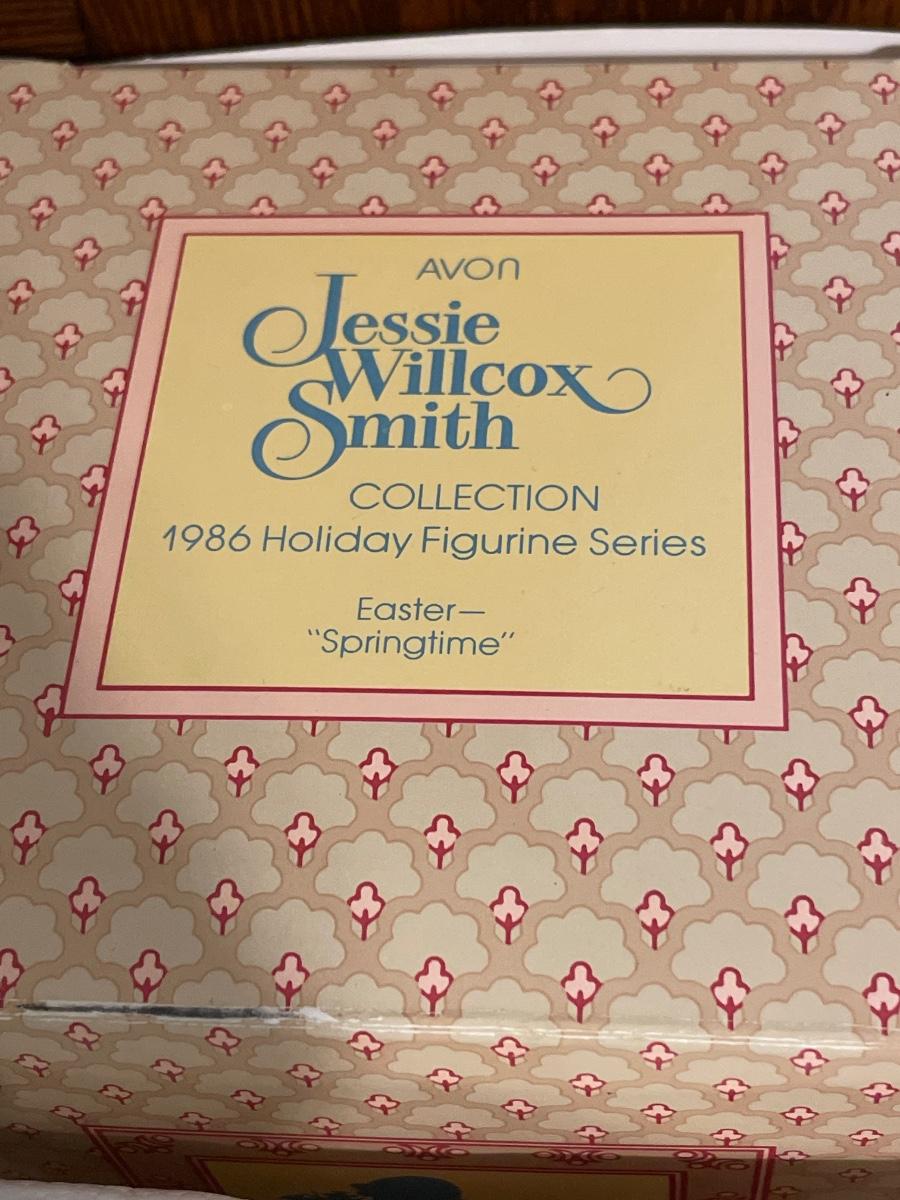 AVON
Jessie
Willcox
Smith
COLLECTION
1986 Holiday Figurine Series
Easter—
"Springtime"